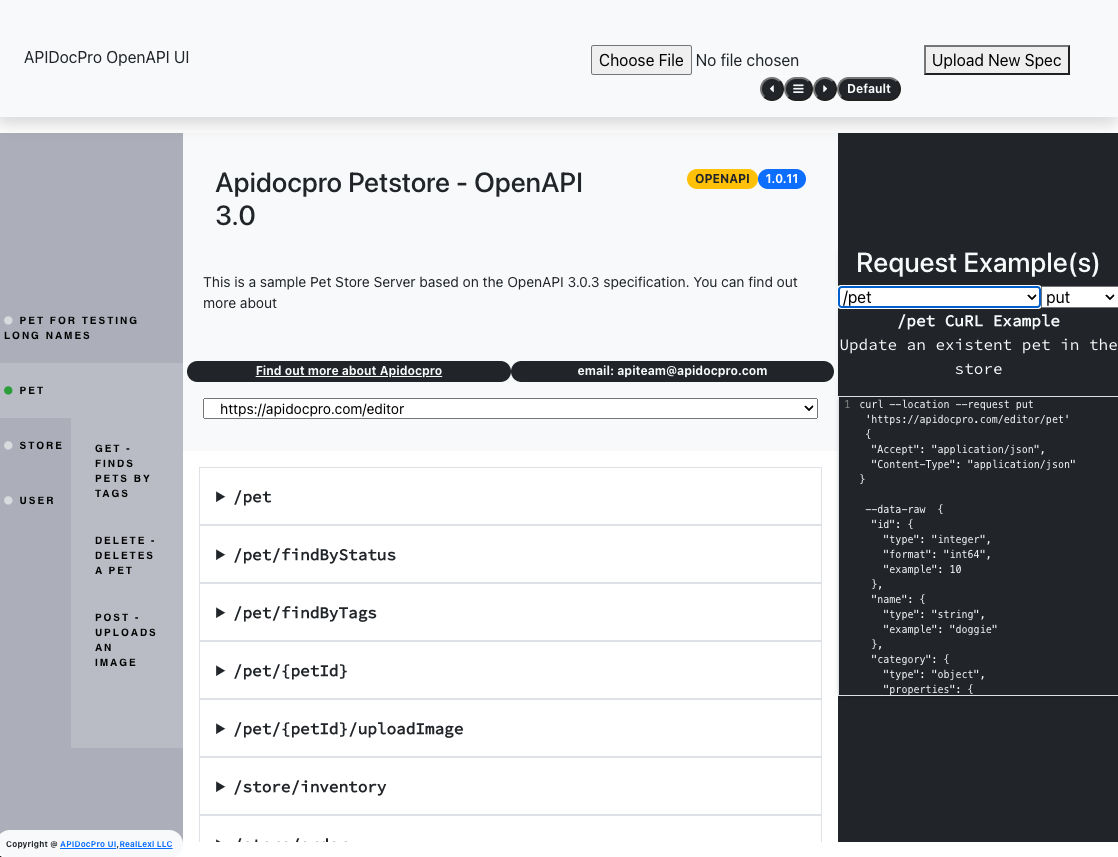 APIDocPro OpenAPI UI
Choose File No file chosen
Upload New Spec
Default
PET FOR TESTING
LONG NAMES
PET
STORE
USER
GET -
FINDS
PETS BY
TAGS
DELETE -
DELETES
A PET
POST -
UPLOADS
AN
IMAGE
Copyright @ APIDocPro UI,RealLexi LLC
Apidocpro Petstore - OpenAPI
3.0
OPENAPI 1.0.11
This is a sample Pet Store Server based on the OpenAPI 3.0.3 specification. You can find out
more about
Find out more about Apidocpro
email: apiteam@apidocpro.com
https://apidocpro.com/editor
/pet
/pet/findByStatus
/pet/findByTags
/pet/{petId}
/pet/{petId}/uploadImage
/store/inventory
Request Example(s)
/pet put
/pet CuRL Example
Update an existent pet in the
store
1 curl --location --request put
'https://apidocpro.com/editor/pet'
{
"Accept": "application/json",
"Content-Type": "application/json"
}
--data-raw {
"id": {
"type": "integer",
"format": "int64",
"example": 10
},
"name": {
"type": "string",
"example": "doggie"
},
"category": {
"type": "object",
"properties": {